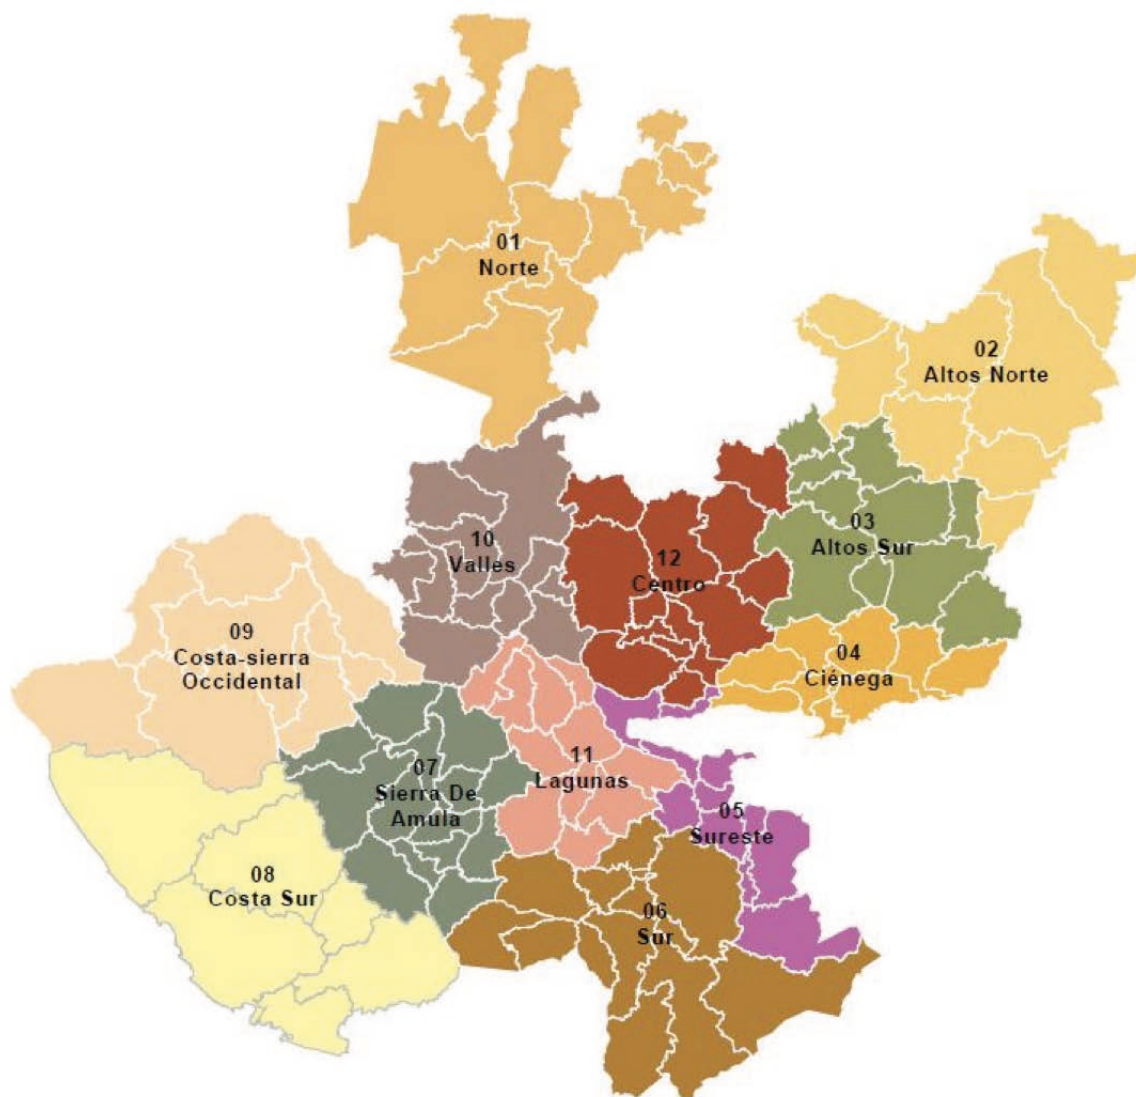 01
Norte
02
Altos Norte
03
Altos Sur
10
Valles
12
Centro
09
Costa-sierra
Occidental
04
Ciénega
11
Lagunas
07
Sierra De
Amula
05
Sureste
08
Costa Sur
06
Sur